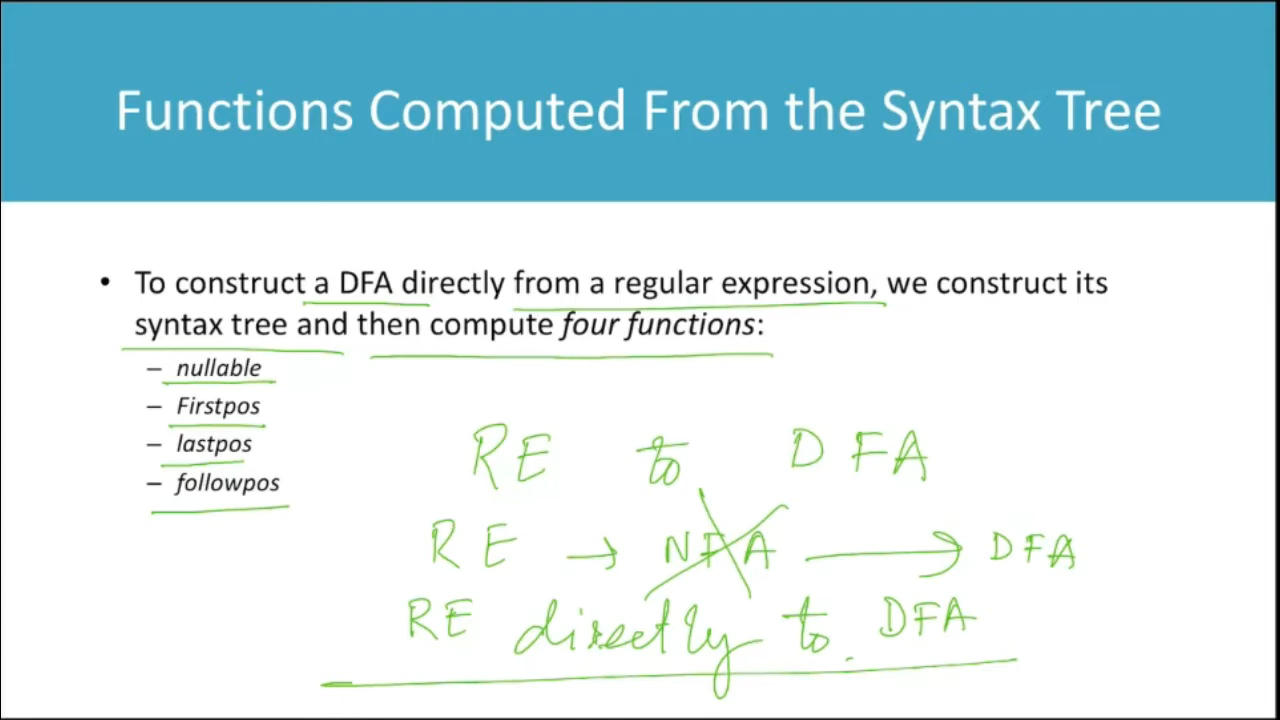 Functions Computed From the Syntax Tree
• To construct a DFA directly from a regular expression, we construct its
syntax tree and then compute four functions:
– nullable
– Firstpos
– lastpos
– followpos
RE to DFA
RE → NFA → DFA
RE directly to DFA